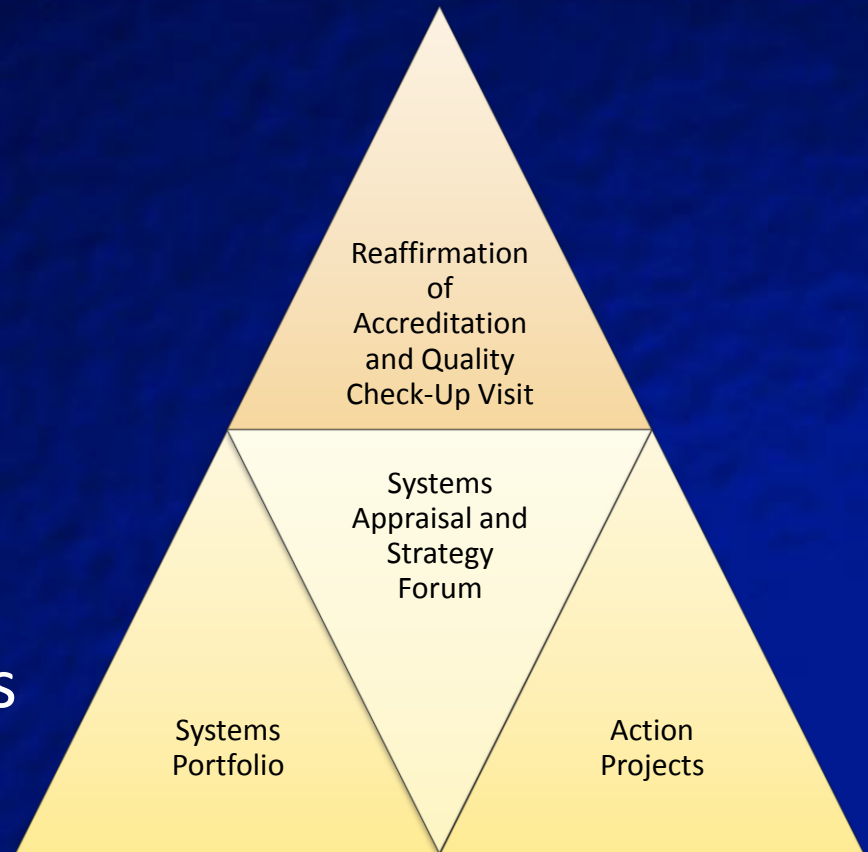 Reaffirmation
of
Accreditation
and Quality
Check-Up Visit
Systems
Appraisal and
Strategy
Forum
s
Systems
Portfolio
Action
Projects